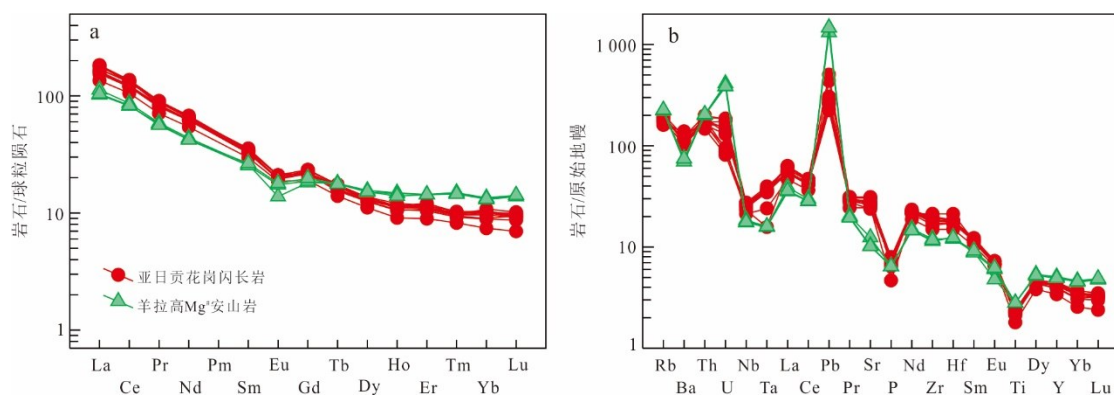 a
岩石/球粒陨石
100
10
1
亚日贡花岗闪长岩
羊拉高Mg#安山岩
La Pr Pm Eu Tb Ho Tm Lu
Ce Nd Sm Gd Dy Er Yb
b
岩石/原始地幔
1 000
100
10
1
Rb Th Nb La Pb Sr Nd Hf Eu Dy Yb
Ba U Ta Ce Pr P Zr Sm Ti Y Lu